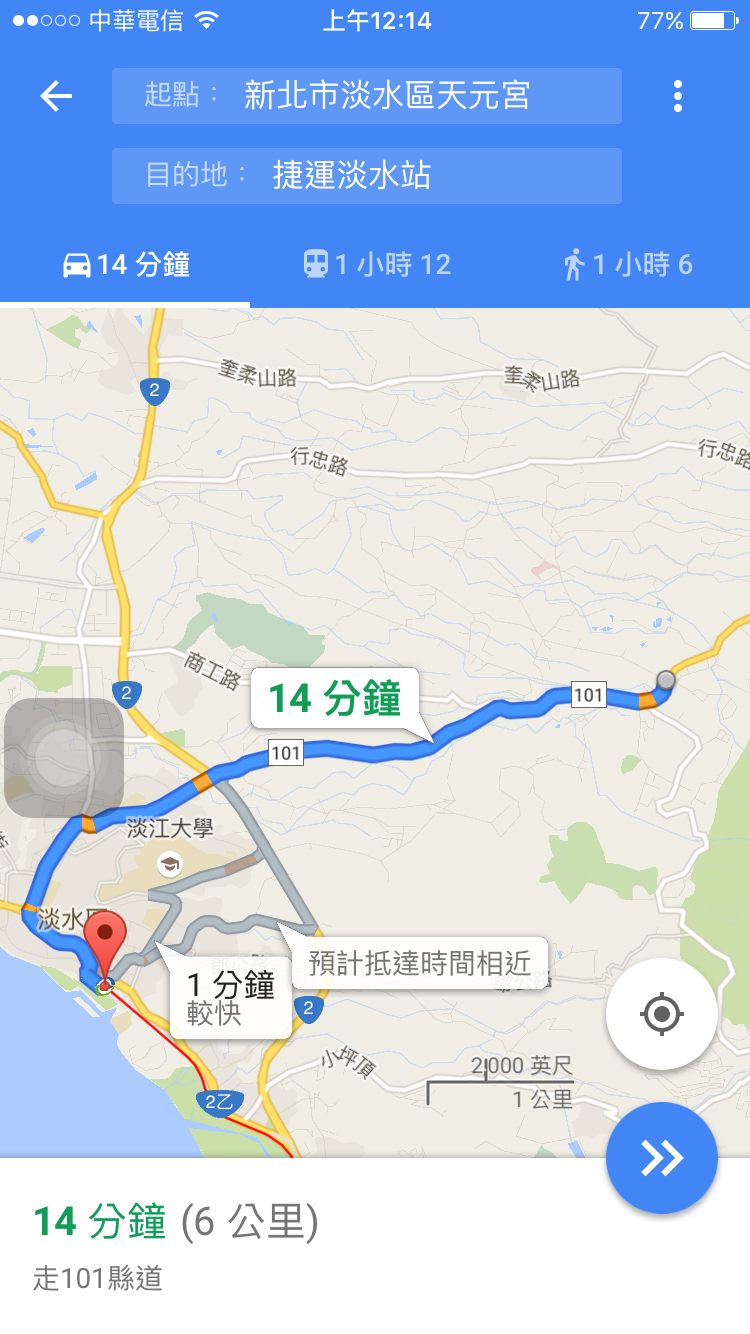 中華電信
上午12:14
77%
起點： 新北市淡水區天元宮
目的地： 捷運淡水站
14 分鐘
1 小時 12
1 小時 6
奎柔山路
奎柔山路
2
行忠路
行忠路
商工路
2
14 分鐘
101
101
淡江大學
淡水
預計抵達時間相近
1 分鐘
較快
2
小坪頂
2,000 英尺
1 公里
2乙
14 分鐘 (6 公里)
走101縣道